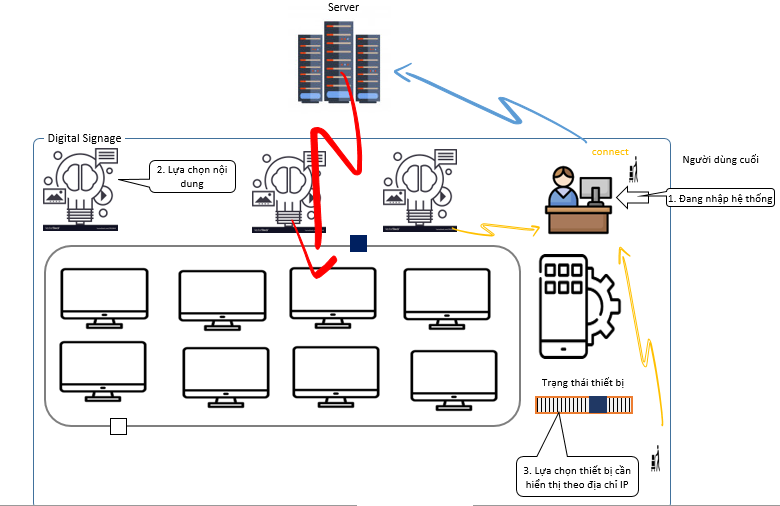 Server
Digital Signage
connect
Người dùng cuối
2. Lựa chọn nội
dung
1. Đang nhập hệ thống
Trạng thái thiết bị
3. Lựa chọn thiết bị cần
hiển thị theo địa chỉ IP